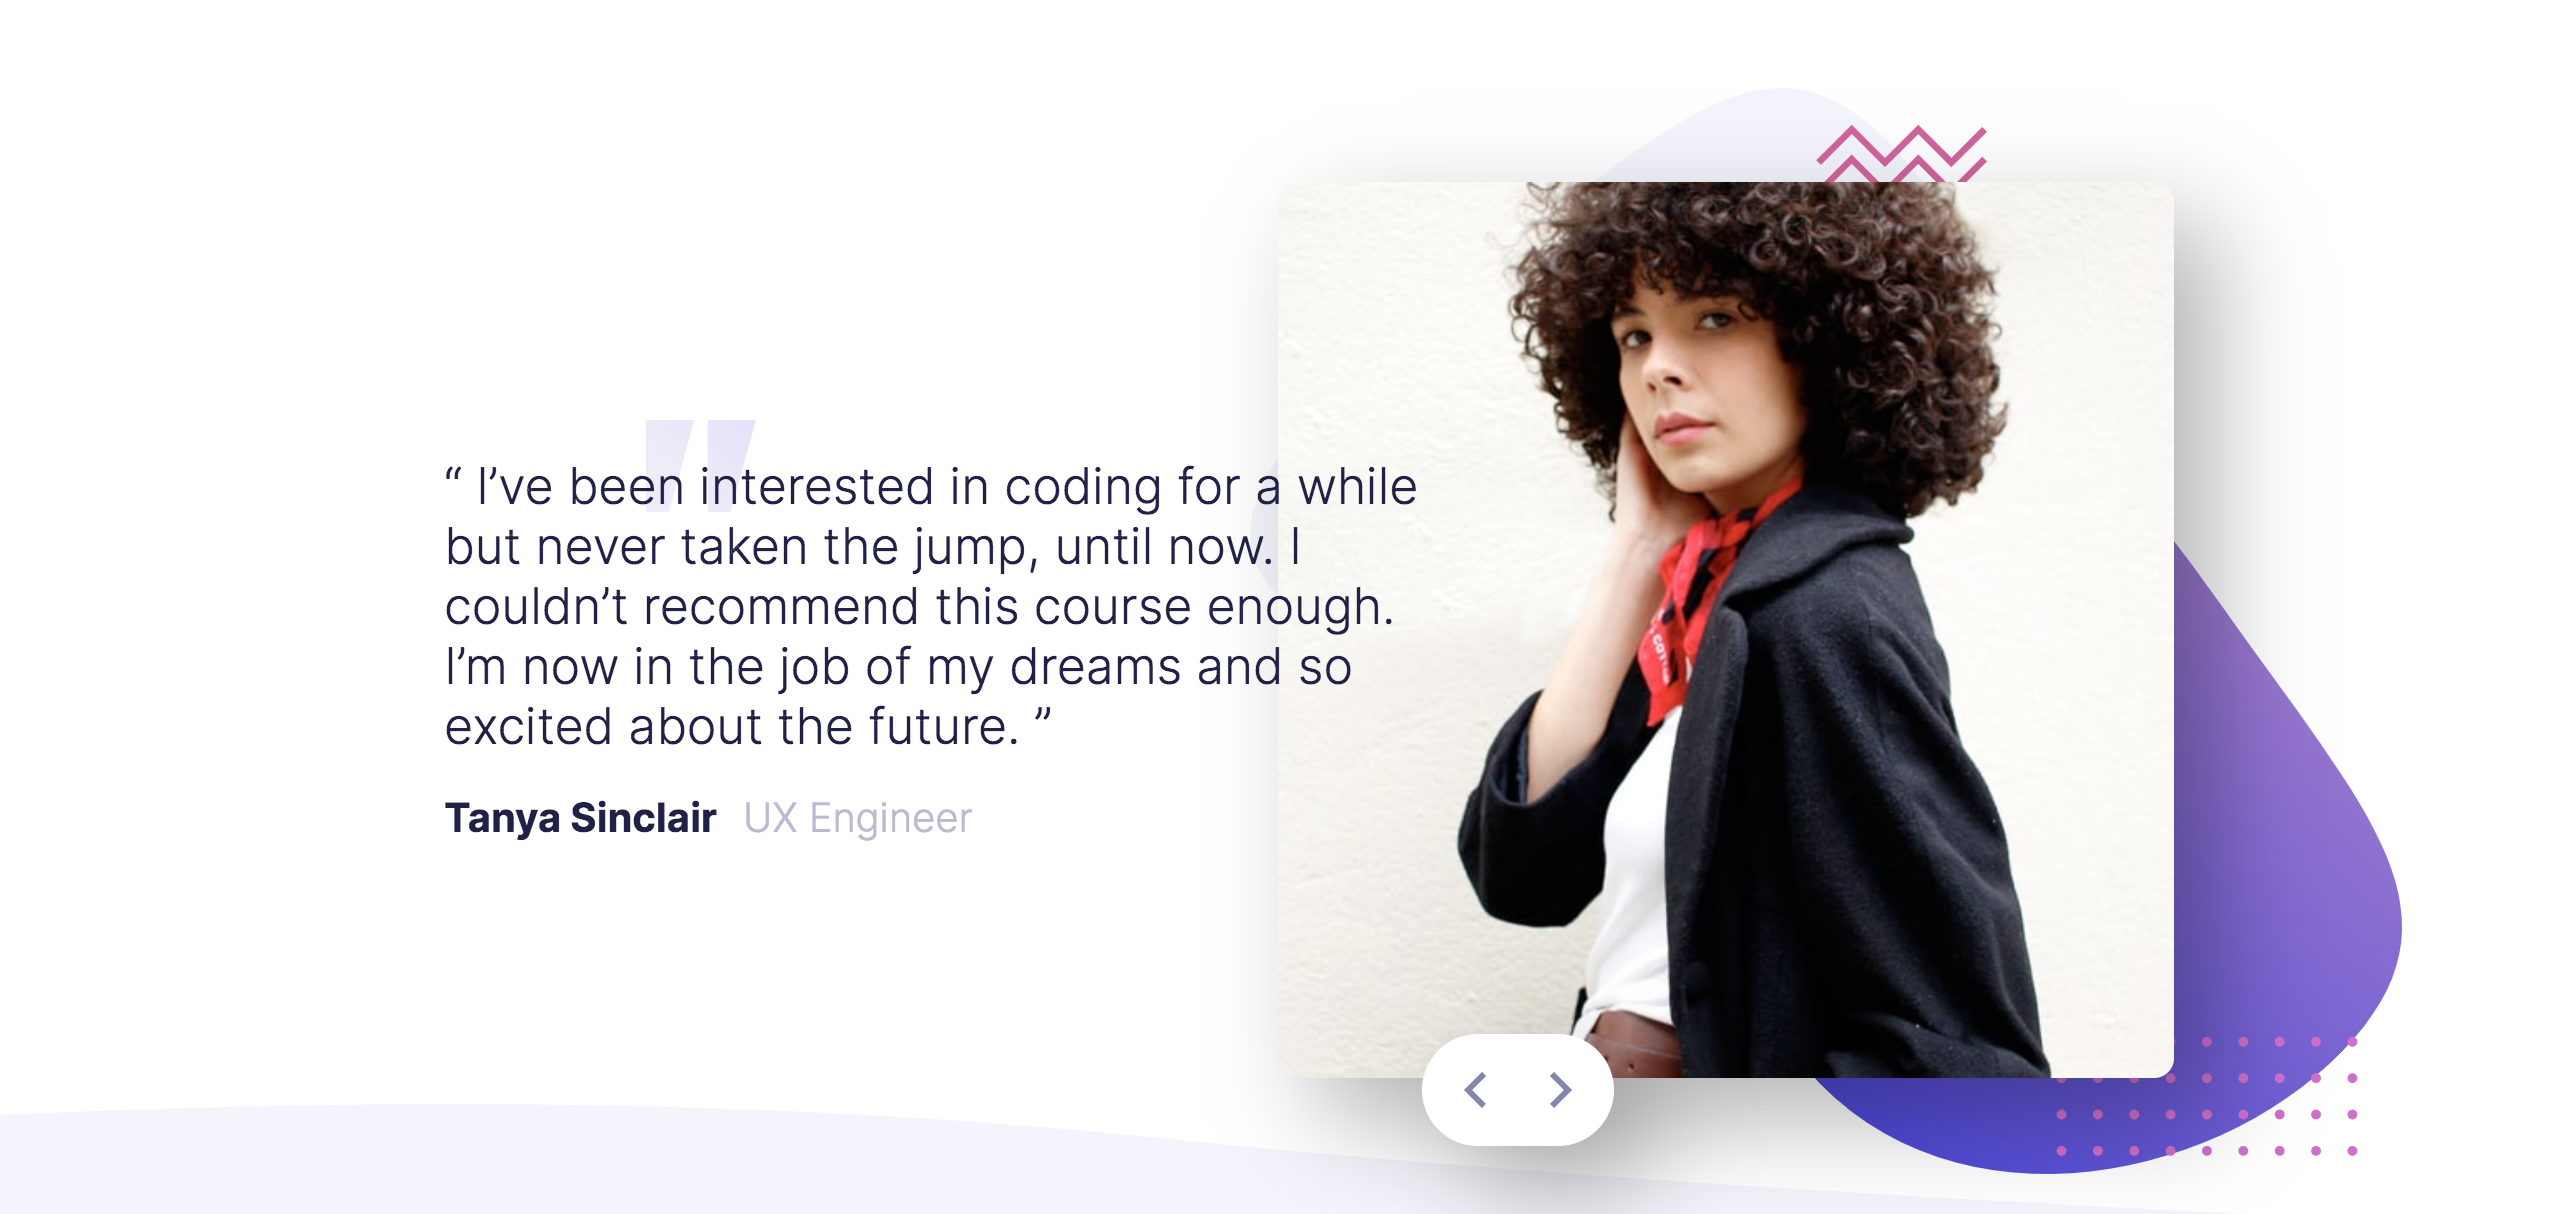 “ I’ve been interested in coding for a while
but never taken the jump, until now. I
couldn’t recommend this course enough.
I’m now in the job of my dreams and so
excited about the future. ”
Tanya Sinclair UX Engineer